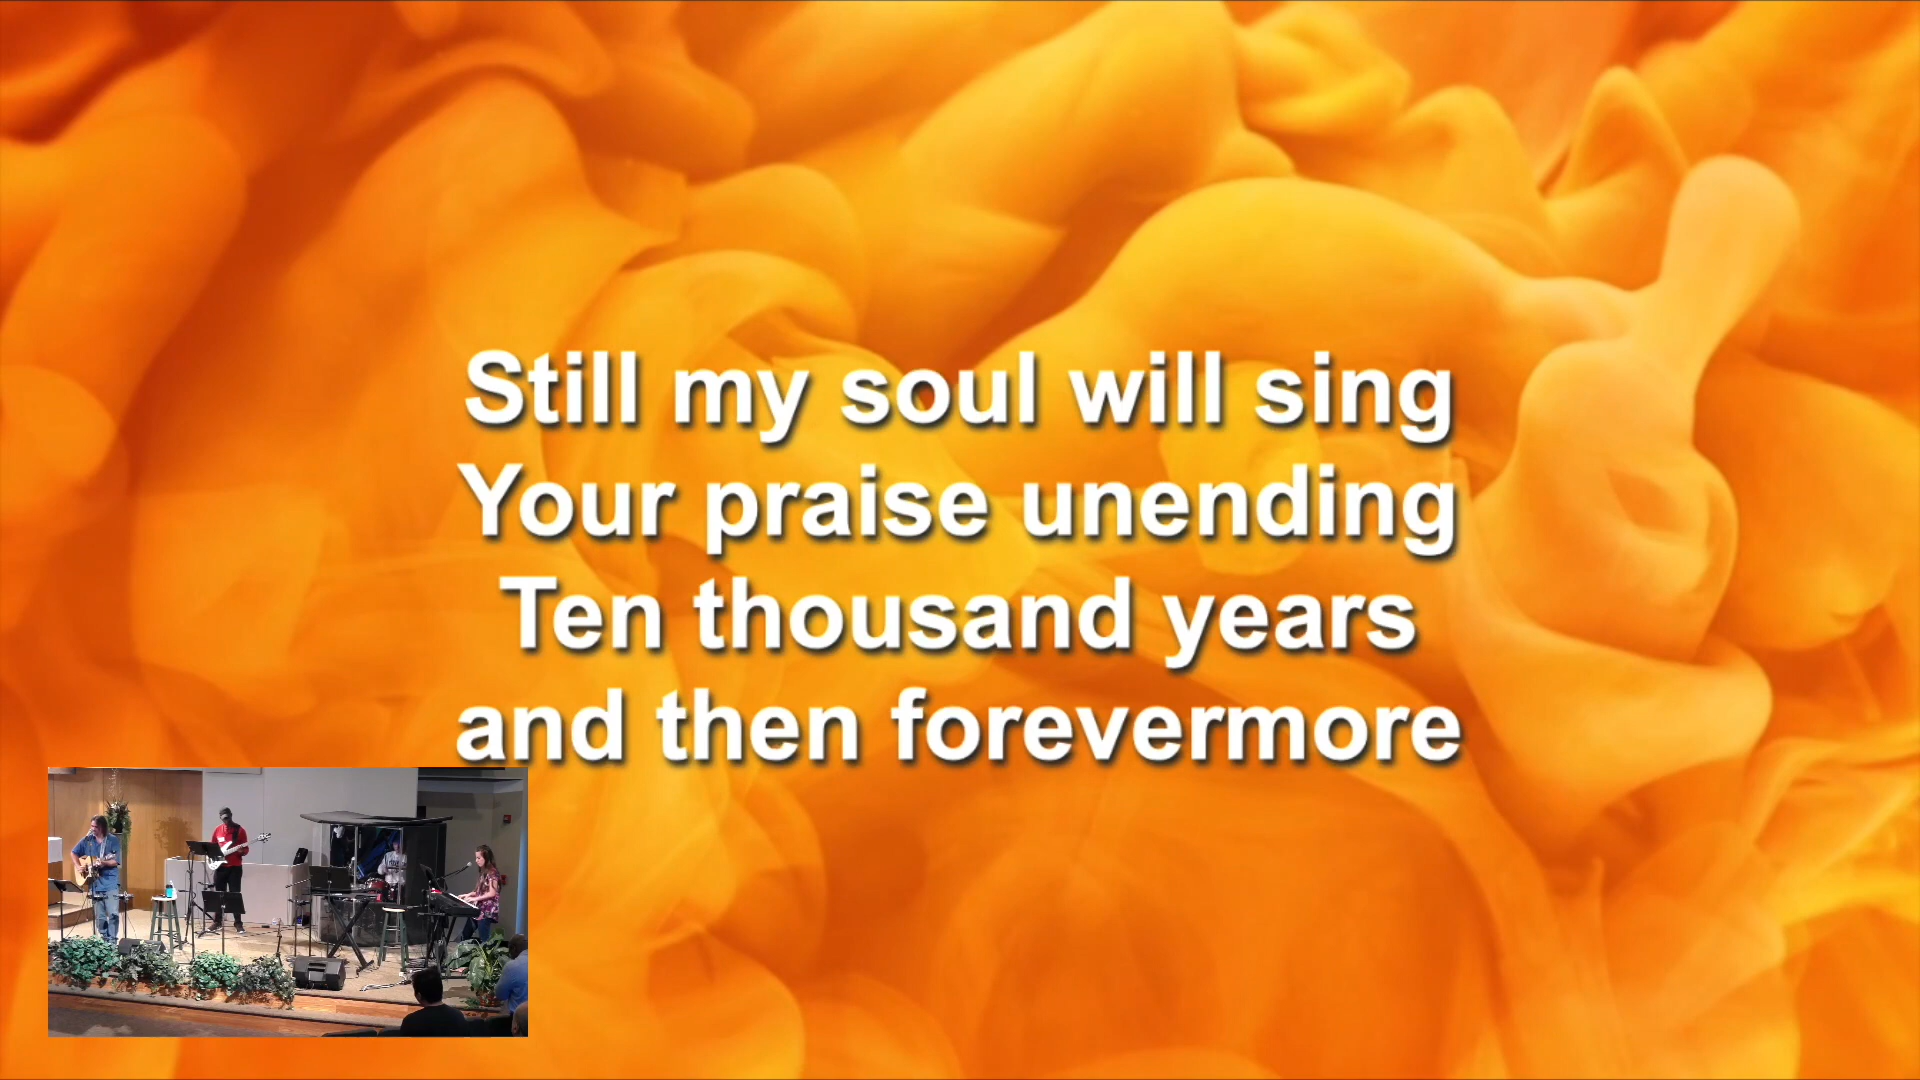 Still my soul will sing
Your praise unending
Ten thousand years
and then forevermore